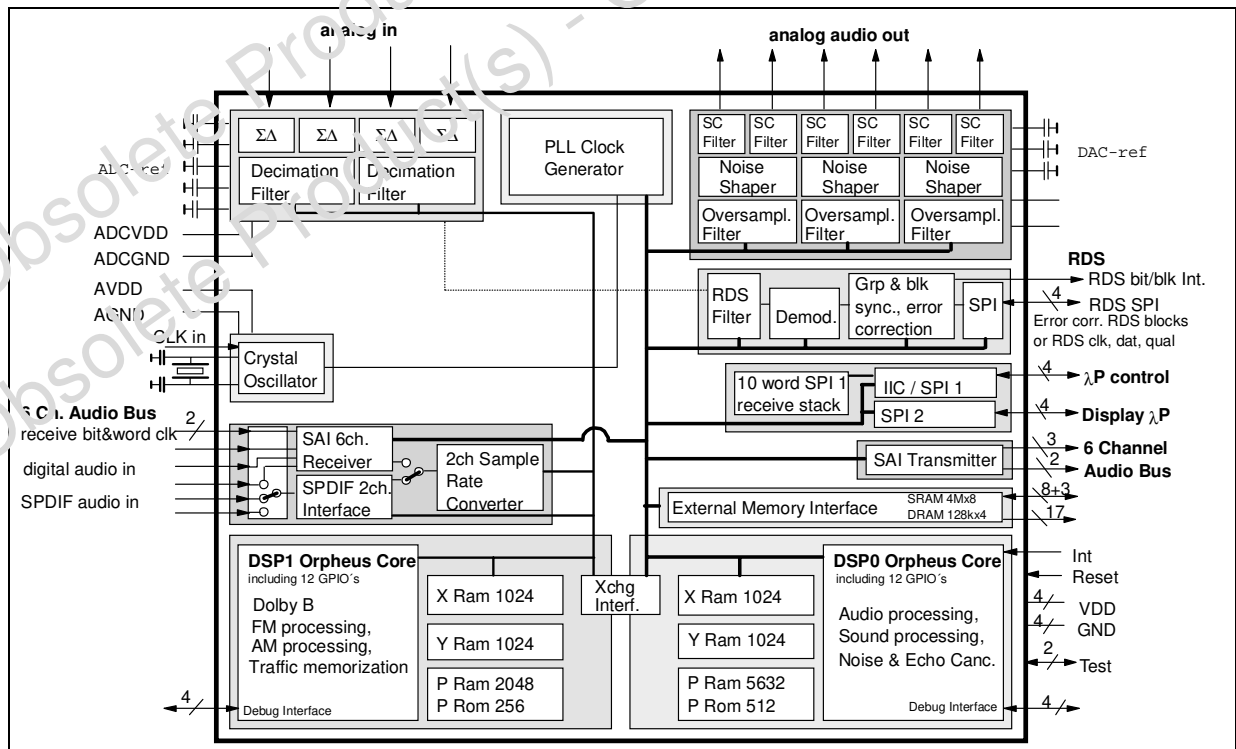 analog in
analog audio out
ΣΔ ΣΔ ΣΔ ΣΔ
Decimation Filter
Decimation Filter
ADC-ref
PLL Clock Generator
SC Filter
SC Filter
SC Filter
SC Filter
SC Filter
SC Filter
Noise Shaper
Noise Shaper
Noise Shaper
Oversampl. Filter
Oversampl. Filter
Oversampl. Filter
DAC-ref
ADCVDD
ADCGND
AVDD
AGND
CLK in
Crystal Oscillator
RDS
RDS bit/blk Int.
4
RDS SPI
Error corr. RDS blocks
or RDS clk, dat, qual
RDS Filter
Demod.
Grp & blk sync., error correction
SPI
10 word SPI 1 receive stack
IIC / SPI 1
SPI 2
4
λP control
4
Display λP
6 Ch. Audio Bus
receive bit&word clk
2
digital audio in
SPDIF audio in
SAI 6ch. Receiver
SPDIF 2ch. Interface
2ch Sample Rate Converter
SAI Transmitter
3
6 Channel
2
Audio Bus
External Memory Interface
SRAM 4Mx8
DRAM 128kx4
8+3
17
DSP1 Orpheus Core
including 12 GPIO´s
Dolby B
FM processing,
AM processing,
Traffic memorization
Debug Interface
4
X Ram 1024
Y Ram 1024
P Ram 2048
P Rom 256
Xchg Interf.
X Ram 1024
Y Ram 1024
P Ram 5632
P Rom 512
DSP0 Orpheus Core
including 12 GPIO´s
Audio processing,
Sound processing,
Noise & Echo Canc.
Debug Interface
Int
Reset
4
VDD
4
GND
2
Test
4
Obsolete Product(s)
Obsolete Produc